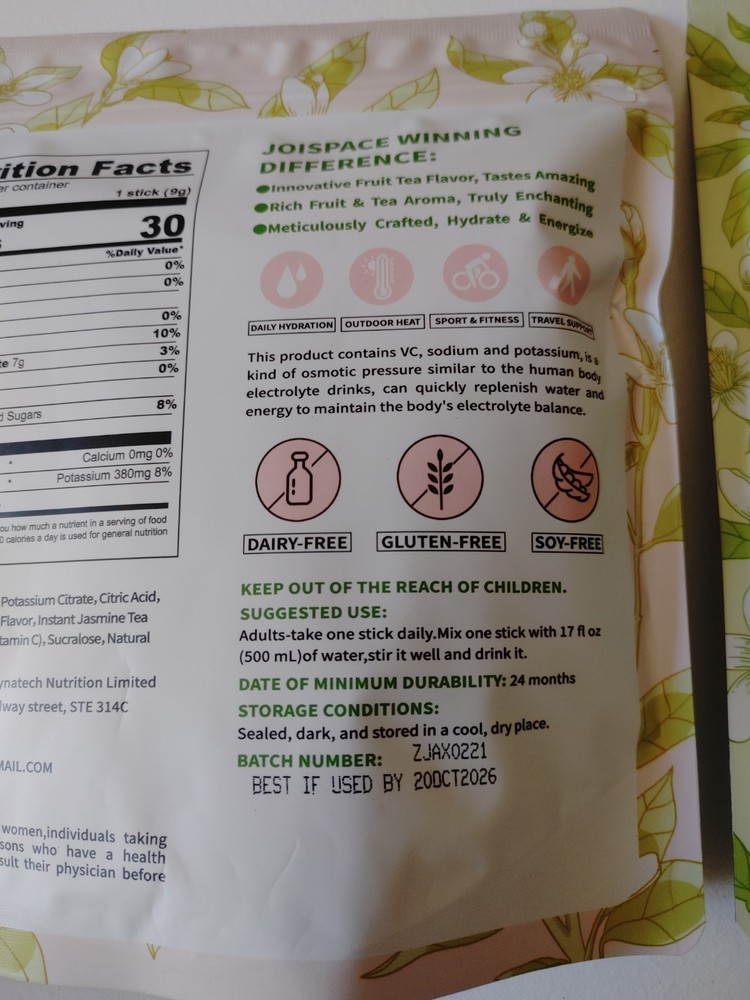 ition Facts
er container
1 stick (9g)
ving
30
%Daily Value*
0%
0%
0%
10%
te 7g
3%
0%
d Sugars
8%
Calcium 0mg 0%
Potassium 380mg 8%
ou how much a nutrient in a serving of food
0 calories a day is used for general nutrition
Potassium Citrate, Citric Acid,
Flavor, Instant Jasmine Tea
tamin C), Sucralose, Natural
ynatech Nutrition Limited
lway street, STE 314C
MAIL.COM
women,individuals taking
sons who have a health
sult their physician before
JOISPACE WINNING
DIFFERENCE:
●Innovative Fruit Tea Flavor, Tastes Amazing
●Rich Fruit & Tea Aroma, Truly Enchanting
●Meticulously Crafted, Hydrate & Energize
DAILY HYDRATION OUTDOOR HEAT SPORT & FITNESS TRAVEL SUPPORT
This product contains VC, sodium and potassium, is a
kind of osmotic pressure similar to the human body
electrolyte drinks, can quickly replenish water and
energy to maintain the body's electrolyte balance.
DAIRY-FREE GLUTEN-FREE SOY-FREE
KEEP OUT OF THE REACH OF CHILDREN.
SUGGESTED USE:
Adults-take one stick daily.Mix one stick with 17 fl oz
(500 mL)of water,stir it well and drink it.
DATE OF MINIMUM DURABILITY: 24 months
STORAGE CONDITIONS:
Sealed, dark, and stored in a cool, dry place.
BATCH NUMBER: ZJAX0221
BEST IF USED BY 20OCT2026